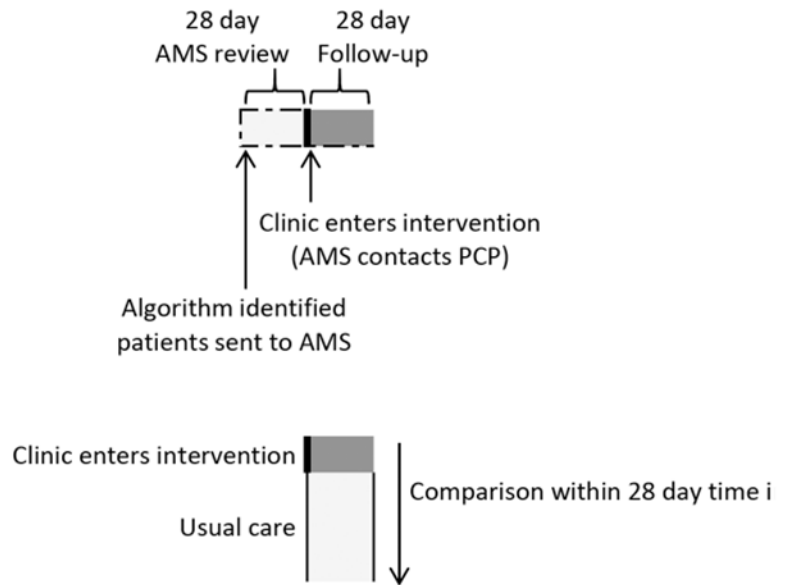 28 day
AMS review
28 day
Follow-up
Clinic enters intervention
(AMS contacts PCP)
Algorithm identified
patients sent to AMS
Clinic enters intervention
Usual care
Comparison within 28 day time i